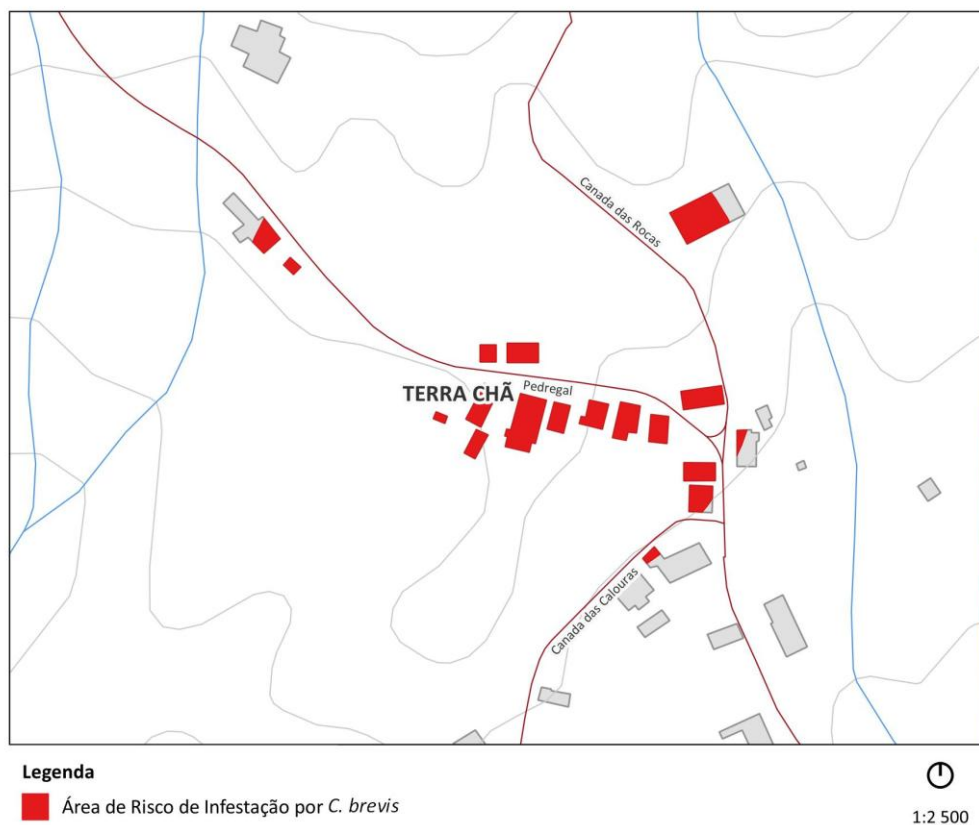 Canada das Rocas
Pedregal
TERRA CHÃ
Canada das Calouras
Legenda
Área de Risco de Infestação por C. brevis
1:2 500